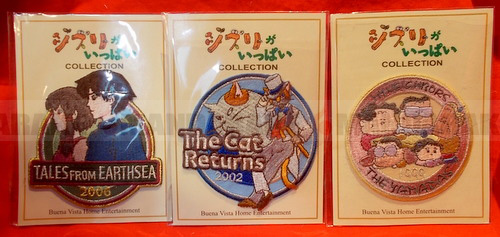 ジブリが
いっぱい
COLLECTION
TALES FROM EARTHSEA
2006
Buena Vista Home Entertainment
ジブリが
いっぱい
COLLECTION
The Cat
Returns
2002
Buena Vista Home Entertainment
ジブリが
いっぱい
COLLECTION
THE YAMADAS
Buena Vista Home Entertainment